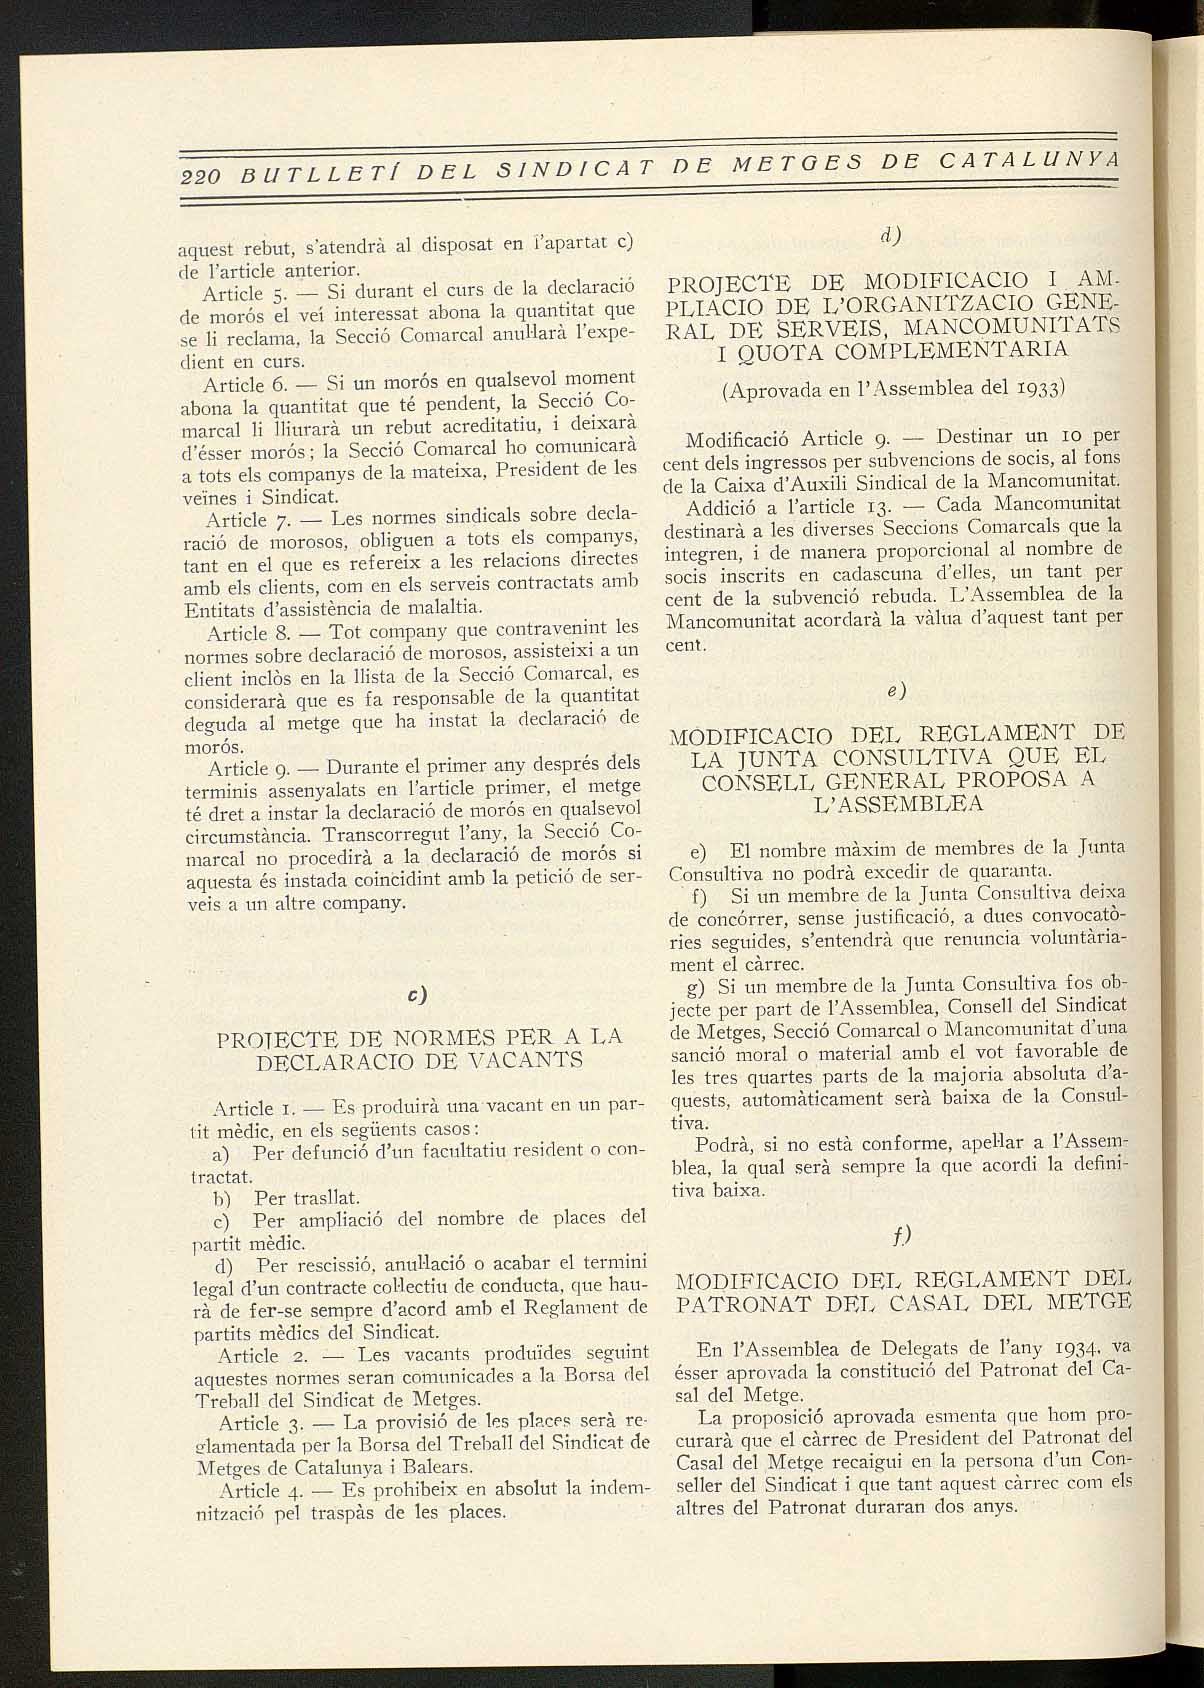 220 BUTLLETÍ DEL SINDICAT DE METGES DE CATALUNYA
aquest rebut, s'atendrà al disposat en l'apartat c)
de l'article anterior.
Article 5. — Si durant el curs de la declaració
de morós el veí interessat abona la quantitat que
se li reclama, la Secció Comarcal anuŀlarà l'expe-
dient en curs.
Article 6. — Si un morós en qualsevol moment
abona la quantitat que té pendent, la Secció Co-
marcal li lliurarà un rebut acreditatiu, i deixarà
d'ésser morós; la Secció Comarcal ho comunicarà
a tots els companys de la mateixa, President de les
veïnes i Sindicat.
Article 7. — Les normes sindicals sobre decla-
ració de morosos, obliguen a tots els companys,
tant en el que es refereix a les relacions directes
amb els clients, com en els serveis contractats amb
Entitats d'assistència de malaltia.
Article 8. — Tot company que contravenint les
normes sobre declaració de morosos, assisteixi a un
client inclòs en la llista de la Secció Comarcal, es
considerarà que es fa responsable de la quantitat
deguda al metge que ha instat la declaració de
morós.
Article 9. — Durante el primer any després dels
terminis assenyalats en l'article primer, el metge
té dret a instar la declaració de morós en qualsevol
circumstància. Transcorregut l'any, la Secció Co-
marcal no procedirà a la declaració de morós si
aquesta és instada coincidint amb la petició de ser-
veis a un altre company.
c)
PROJECTE DE NORMES PER A LA
DECLARACIO DE VACANTS
Article 1. — Es produirà una vacant en un par-
tit mèdic, en els següents casos:
a) Per defunció d'un facultatiu resident o con-
tractat.
b) Per trasllat.
c) Per ampliació del nombre de places del
partit mèdic.
d) Per rescissió, anuŀlació o acabar el termini
legal d'un contracte coŀlectiu de conducta, que hau-
rà de fer-se sempre d'acord amb el Reglament de
partits mèdics del Sindicat.
Article 2. — Les vacants produïdes seguint
aquestes normes seran comunicades a la Borsa del
Treball del Sindicat de Metges.
Article 3. — La provisió de les places serà re-
glamentada per la Borsa del Treball del Sindicat de
Metges de Catalunya i Balears.
Article 4. — Es prohibeix en absolut la indem-
nització pel traspàs de les places.
d)
PROJECTE DE MODIFICACIO I AM-
PLIACIO DE L'ORGANITZACIO GENE-
RAL DE SERVEIS, MANCOMUNITATS
I QUOTA COMPLEMENTARIA
(Aprovada en l'Assemblea del 1933)
Modificació Article 9. — Destinar un 10 per
cent dels ingressos per subvencions de socis, al fons
de la Caixa d'Auxili Sindical de la Mancomunitat.
Addició a l'article 13. — Cada Mancomunitat
destinarà a les diverses Seccions Comarcals que la
integren, i de manera proporcional al nombre de
socis inscrits en cadascuna d'elles, un tant per
cent de la subvenció rebuda. L'Assemblea de la
Mancomunitat acordarà la vàlua d'aquest tant per
cent.
e)
MODIFICACIO DEL REGLAMENT DE
LA JUNTA CONSULTIVA QUE EL
CONSELL GENERAL PROPOSA A
L'ASSEMBLEA
e) El nombre màxim de membres de la Junta
Consultiva no podrà excedir de quaranta.
f) Si un membre de la Junta Consultiva deixa
de concórrer, sense justificació, a dues convocatò-
ries seguides, s'entendrà que renuncia voluntària-
ment el càrrec.
g) Si un membre de la Junta Consultiva fos ob-
jecte per part de l'Assemblea, Consell del Sindicat
de Metges, Secció Comarcal o Mancomunitat d'una
sanció moral o material amb el vot favorable de
les tres quartes parts de la majoria absoluta d'a-
quests, automàticament serà baixa de la Consul-
tiva.
Podrà, si no està conforme, apeŀlar a l'Assem-
blea, la qual serà sempre la que acordi la defini-
tiva baixa.
f)
MODIFICACIO DEL REGLAMENT DEL
PATRONAT DEL CASAL DEL METGE
En l'Assemblea de Delegats de l'any 1934, va
ésser aprovada la constitució del Patronat del Ca-
sal del Metge.
La proposició aprovada esmenta que hom pro-
curarà que el càrrec de President del Patronat del
Casal del Metge recaigui en la persona d'un Con-
seller del Sindicat i que tant aquest càrrec com els
altres del Patronat duraran dos anys.